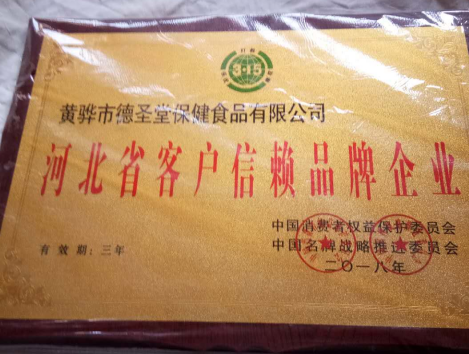 3·15
黄骅市德圣堂保健食品有限公司
河北省客户信赖品牌企业
中国消费者权益保护委员会
有效期：三年
中国名牌战略推进委员会
二〇一八年